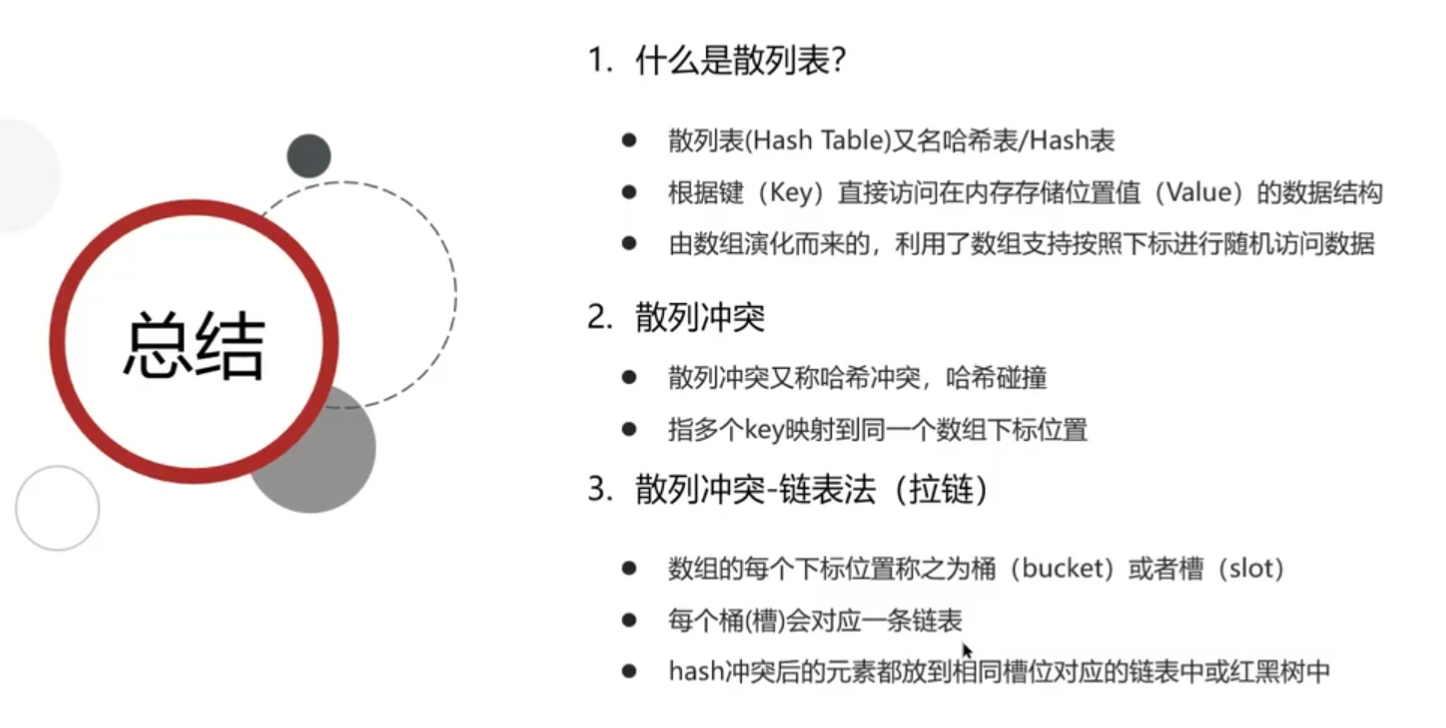 总结
1. 什么是散列表?
● 散列表(Hash Table)又名哈希表/Hash表
● 根据键（Key）直接访问在内存存储位置值（Value）的数据结构
● 由数组演化而来的，利用了数组支持按照下标进行随机访问数据
2. 散列冲突
● 散列冲突又称哈希冲突，哈希碰撞
● 指多个key映射到同一个数组下标位置
3. 散列冲突-链表法（拉链）
● 数组的每个下标位置称之为桶（bucket）或者槽（slot）
● 每个桶(槽)会对应一条链表
● hash冲突后的元素都放到相同槽位对应的链表中或红黑树中